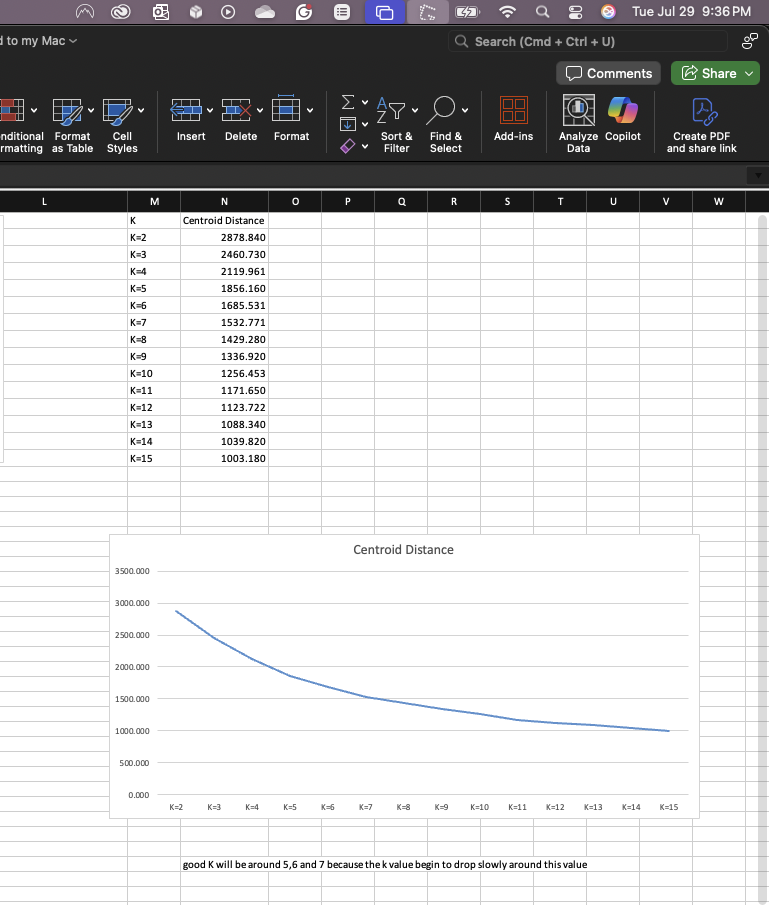 Tue Jul 29 9:36 PM
d to my Mac
Search (Cmd + Ctrl + U)
Comments
Share
nditional Format Cell
rmatting as Table Styles
Insert Delete Format
Sort & Filter
Find & Select
Add-ins
Analyze Data
Copilot
Create PDF and share link
L M N O P Q R S T U V W
K Centroid Distance
K=2 2878.840
K=3 2460.730
K=4 2119.961
K=5 1856.160
K=6 1685.531
K=7 1532.771
K=8 1429.280
K=9 1336.920
K=10 1256.453
K=11 1171.650
K=12 1123.722
K=13 1088.340
K=14 1039.820
K=15 1003.180
Centroid Distance
3500.000
3000.000
2500.000
2000.000
1500.000
1000.000
500.000
0.000
K=2 K=3 K=4 K=5 K=6 K=7 K=8 K=9 K=10 K=11 K=12 K=13 K=14 K=15
good K will be around 5,6 and 7 because the k value begin to drop slowly around this value